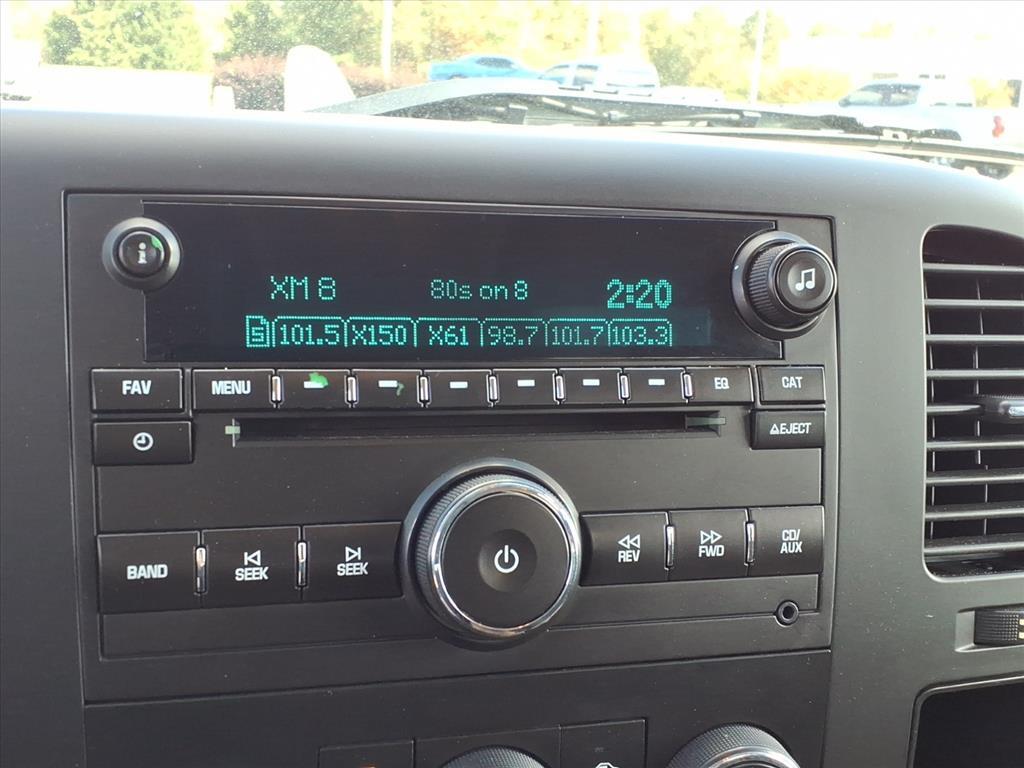 XM 8 80s on 8 2:20
5 101.5 X150 X61 98.7 101.7 103.3
FAV MENU EQ CAT
EJECT
BAND SEEK SEEK REV FWD CD/AUX